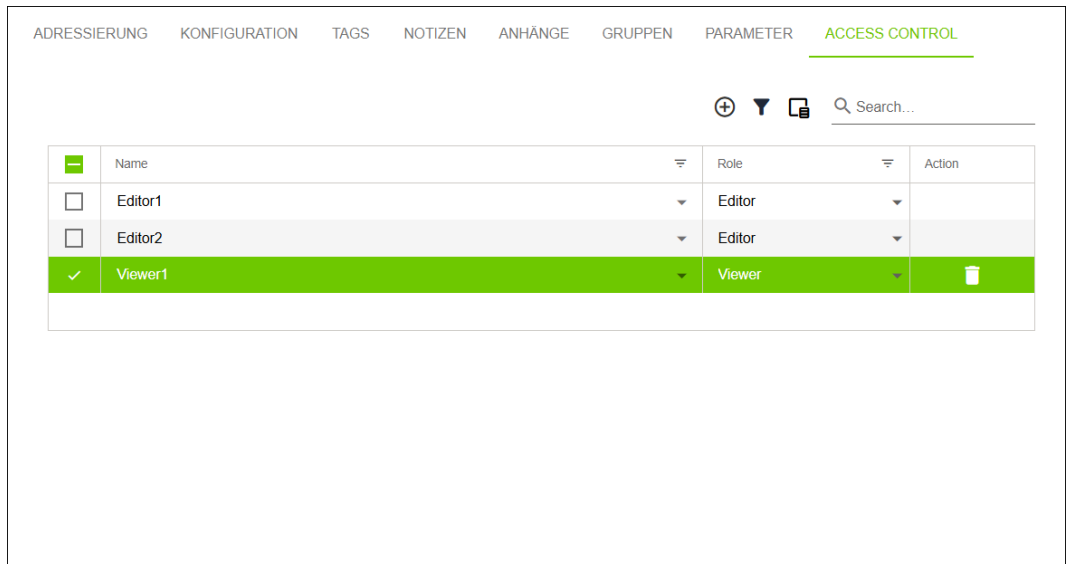 ADRESSIERUNG KONFIGURATION TAGS NOTIZEN ANHÄNGE GRUPPEN PARAMETER ACCESS CONTROL
Search...
Name Role Action
Editor1 Editor
Editor2 Editor
Viewer1 Viewer